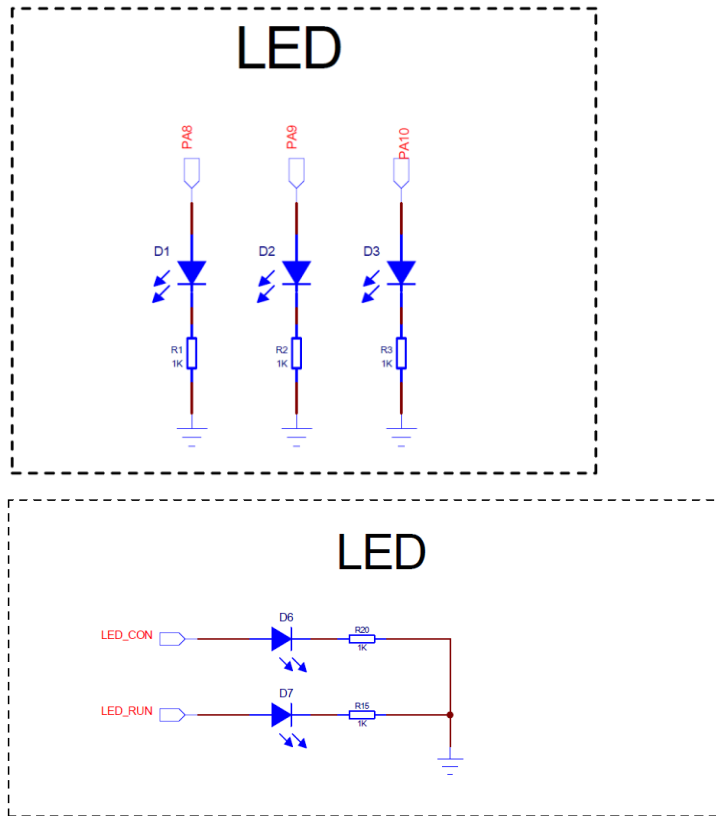 LED
PA8
PA9
PA10
D1
D2
D3
R1
1K
R2
1K
R3
1K
LED
D6
LED_CON
R20
1K
D7
LED_RUN
R15
1K